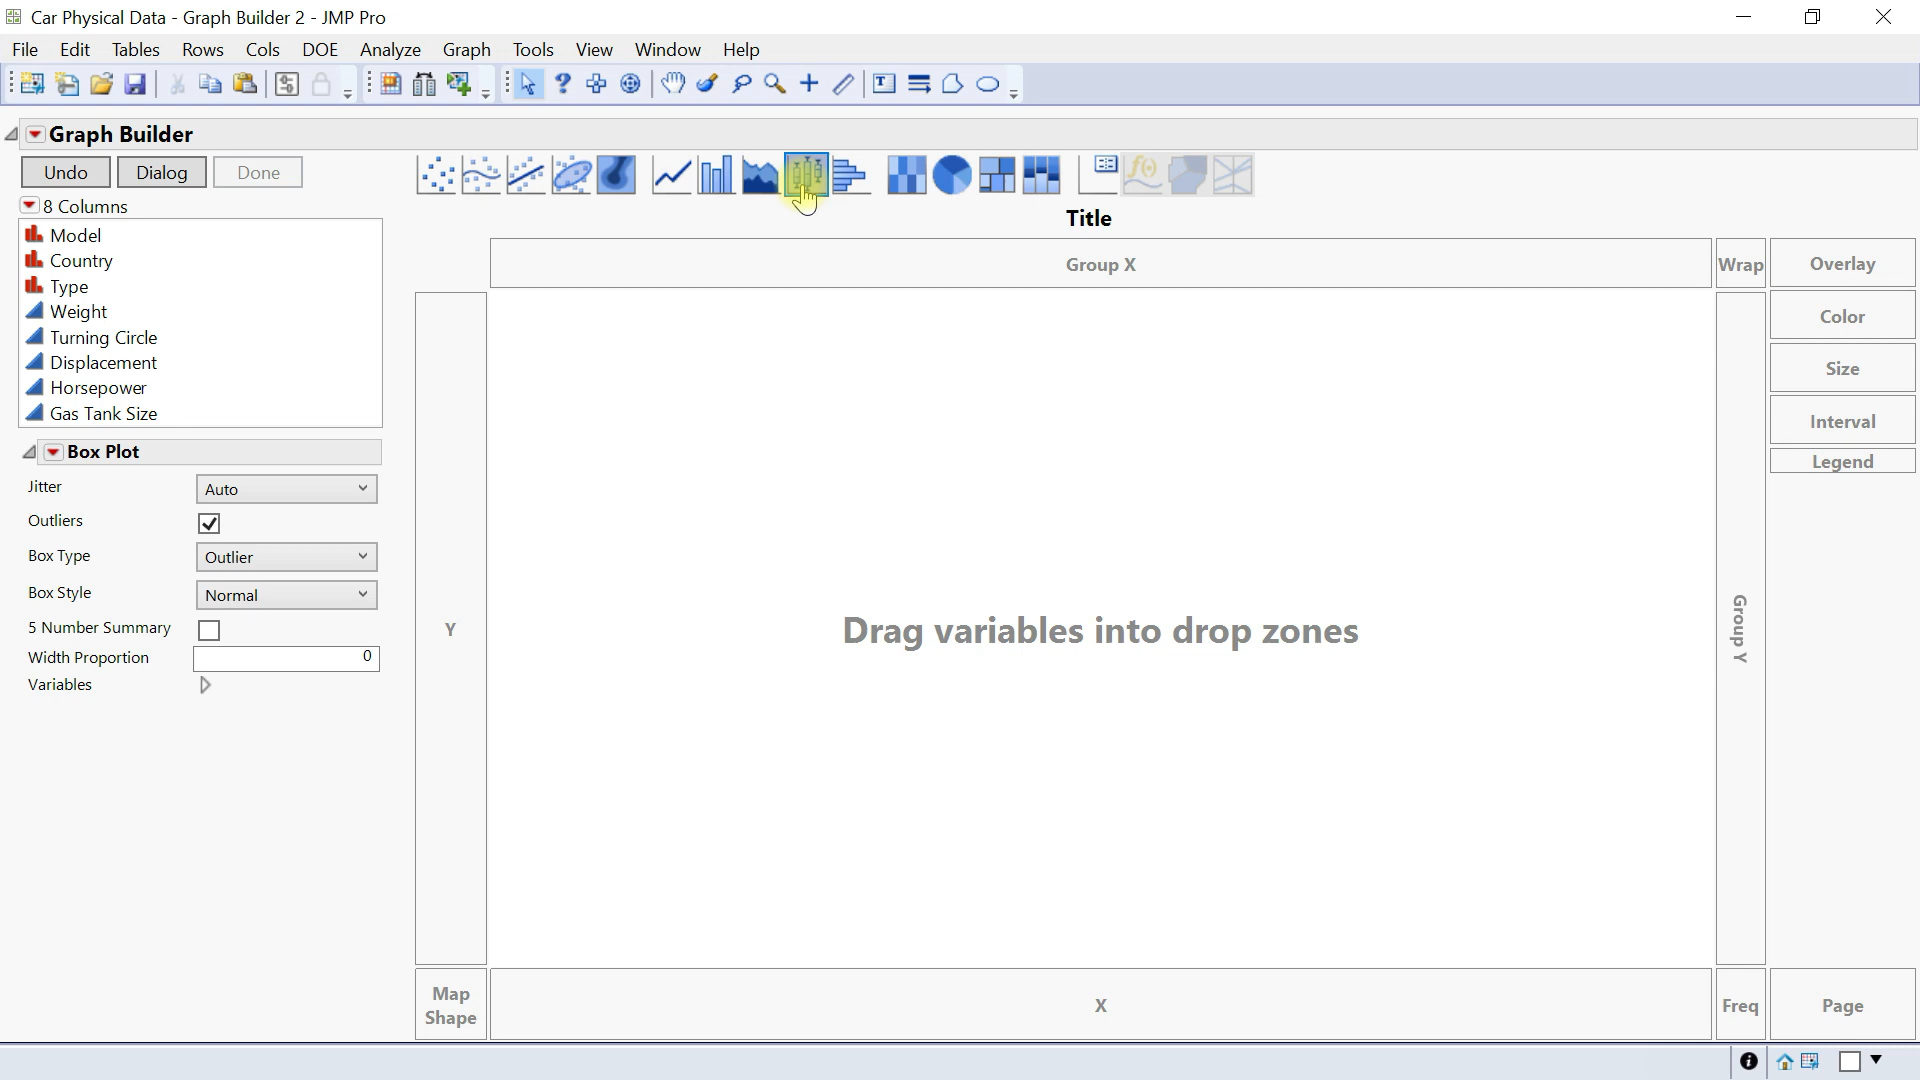 Car Physical Data - Graph Builder 2 - JMP Pro
File Edit Tables Rows Cols DOE Analyze Graph Tools View Window Help
Graph Builder
Undo Dialog Done
8 Columns
Model
Country
Type
Weight
Turning Circle
Displacement
Horsepower
Gas Tank Size
Box Plot
Jitter Auto
Outliers
Box Type Outlier
Box Style Normal
5 Number Summary
Width Proportion 0
Variables
Title
Group X
Wrap
Overlay
Color
Size
Interval
Legend
Y
Drag variables into drop zones
Group Y
Map
Shape
X
Freq
Page